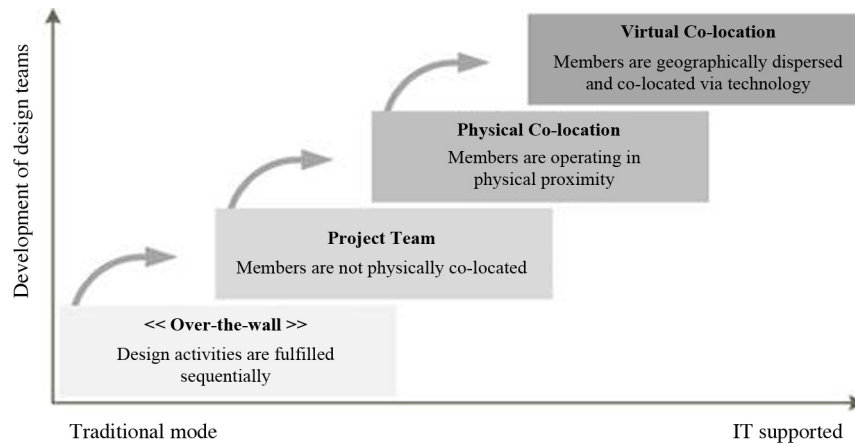 Virtual Co-location
Members are geographically dispersed
and co-located via technology
Physical Co-location
Members are operating in
physical proximity
Project Team
Members are not physically co-located
<< Over-the-wall >>
Design activities are fulfilled
sequentially
Development of design teams
Traditional mode
IT supported